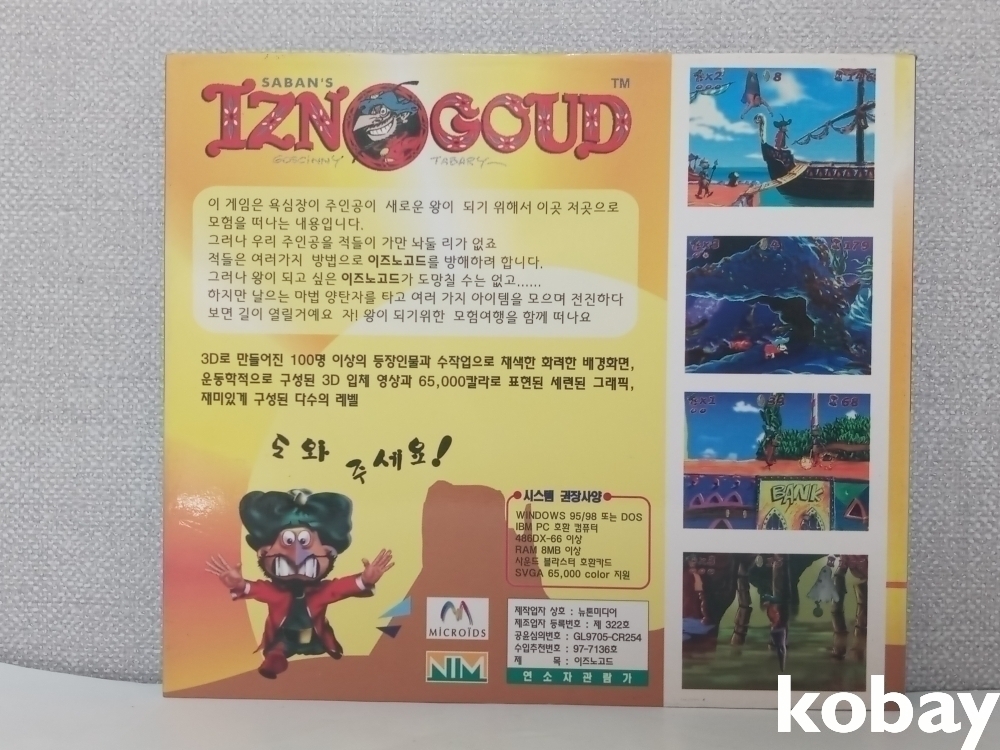 SABAN'S
IZNOGOUD TM
GOSCINNY TABARY
이 게임은 욕심장이 주인공이 새로운 왕이 되기 위해서 이곳 저곳으로
모험을 떠나는 내용입니다.
그러나 우리 주인공을 적들이 가만 놔둘 리가 없죠
적들은 여러가지 방법으로 이즈노고드를 방해하려 합니다.
그러나 왕이 되고 싶은 이즈노고드가 도망칠 수는 없고......
하지만 날으는 마법 양탄자를 타고 여러 가지 아이템을 모으며 전진하다
보면 길이 열릴거예요 자! 왕이 되기위한 모험여행을 함께 떠나요
3D로 만들어진 100명 이상의 등장인물과 수작업으로 채색한 화려한 배경화면,
운동학적으로 구성된 3D 입체 영상과 65,000칼라로 표현된 세련된 그래픽,
재미있게 구성된 다수의 레벨
도와
주세요!
시스템 권장사양
WINDOWS 95/98 또는 DOS
IBM PC 호환 컴퓨터
486DX-66 이상
RAM 8MB 이상
사운드 블라스터 호환카드
SVGA 65,000 color 지원
MICROÏDS
NTM
제작업자 상호 : 뉴튼미디어
제조업자 등록번호 : 제 322호
공윤심의번호 : GL9705-CR254
수입추천번호 : 97-7136호
제 목 : 이즈노고드
연소자관람가
x2 8
BANK
kobay